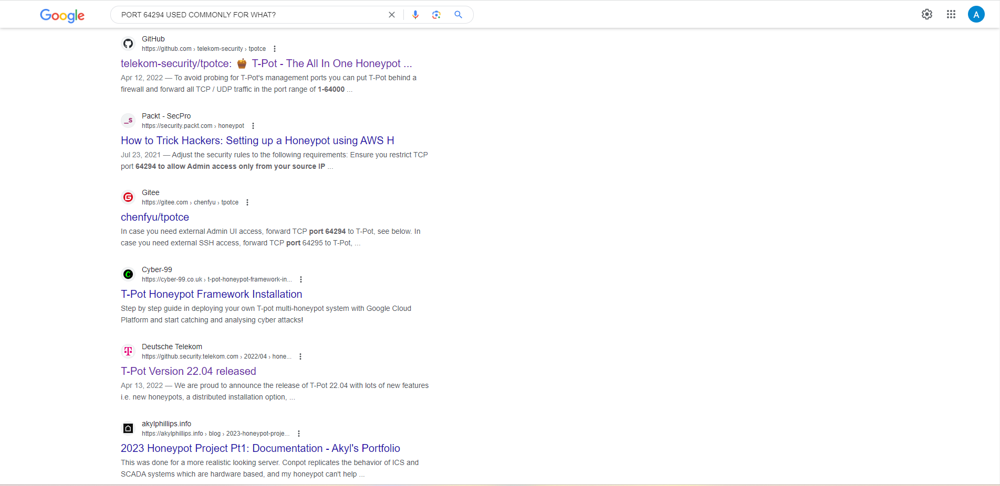 Google
PORT 64294 USED COMMONLY FOR WHAT?
A
GitHub
https://github.com › telekom-security › tpotce
telekom-security/tpotce: T-Pot - The All In One Honeypot ...
Apr 12, 2022 — To avoid probing for T-Pot's management ports you can put T-Pot behind a
firewall and forward all TCP / UDP traffic in the port range of 1-64000 ...
_s
Packt - SecPro
https://security.packt.com › honeypot
How to Trick Hackers: Setting up a Honeypot using AWS H
Jul 23, 2021 — Adjust the security rules to the following requirements: Ensure you restrict TCP
port 64294 to allow Admin access only from your source IP ...
G
Gitee
https://gitee.com › chenfyu › tpotce
chenfyu/tpotce
In case you need external Admin UI access, forward TCP port 64294 to T-Pot, see below. In
case you need external SSH access, forward TCP port 64295 to T-Pot, ...
C
Cyber-99
https://cyber-99.co.uk › t-pot-honeypot-framework-in...
T-Pot Honeypot Framework Installation
Step by step guide in deploying your own T-pot multi-honeypot system with Google Cloud
Platform and start catching and analysing cyber attacks!
T
Deutsche Telekom
https://github.security.telekom.com › 2022/04 › hone...
T-Pot Version 22.04 released
Apr 13, 2022 — We are proud to announce the release of T-Pot 22.04 with lots of new features
i.e. new honeypots, a distributed installation option, ...
akylphillips.info
https://akylphillips.info › blog › 2023-honeypot-proje...
2023 Honeypot Project Pt1: Documentation - Akyl's Portfolio
This was done for a more realistic looking server. Conpot replicates the behavior of ICS and
SCADA systems which are hardware based, and my honeypot can't help ...